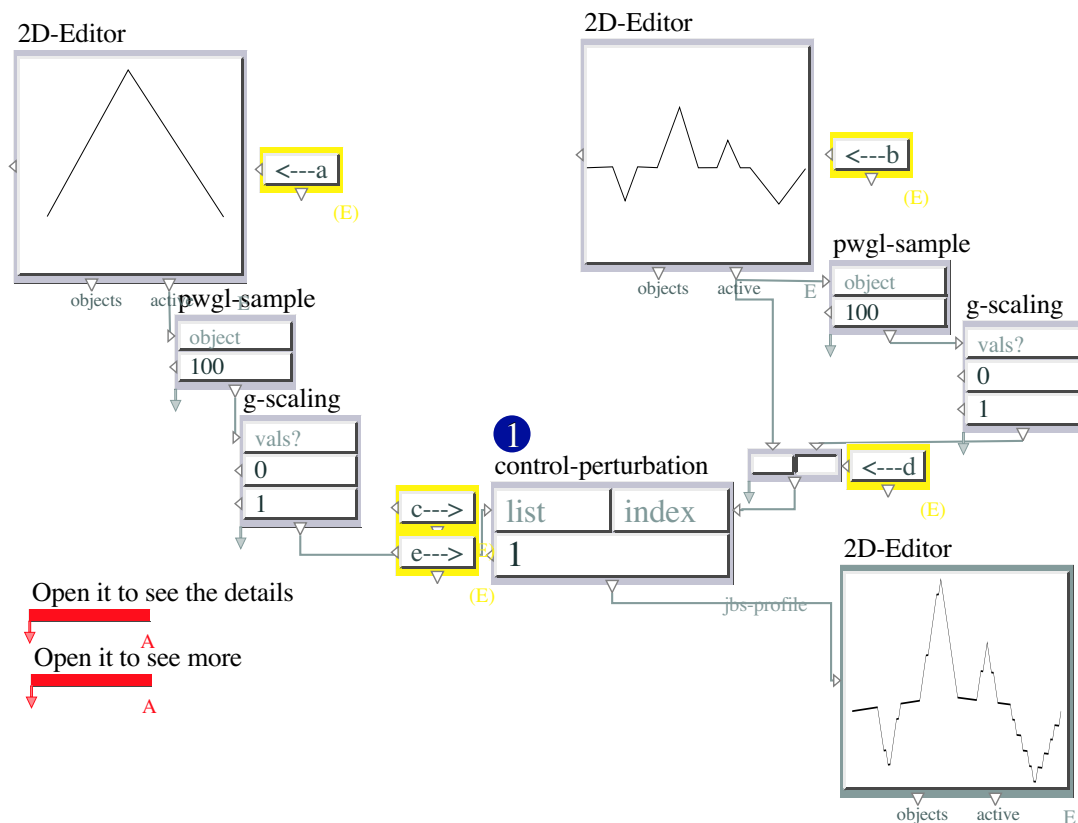 2D-Editor
2D-Editor
<---a
(E)
<---b
(E)
objects
active
E
objects
active
E
pwgl-sample
object
100
pwgl-sample
object
100
g-scaling
vals?
0
1
g-scaling
vals?
0
1
1
control-perturbation
list
index
1
<---d
(E)
c--->
e--->
(E)
2D-Editor
jbs-profile
Open it to see the details
A
Open it to see more
A
objects
active
E